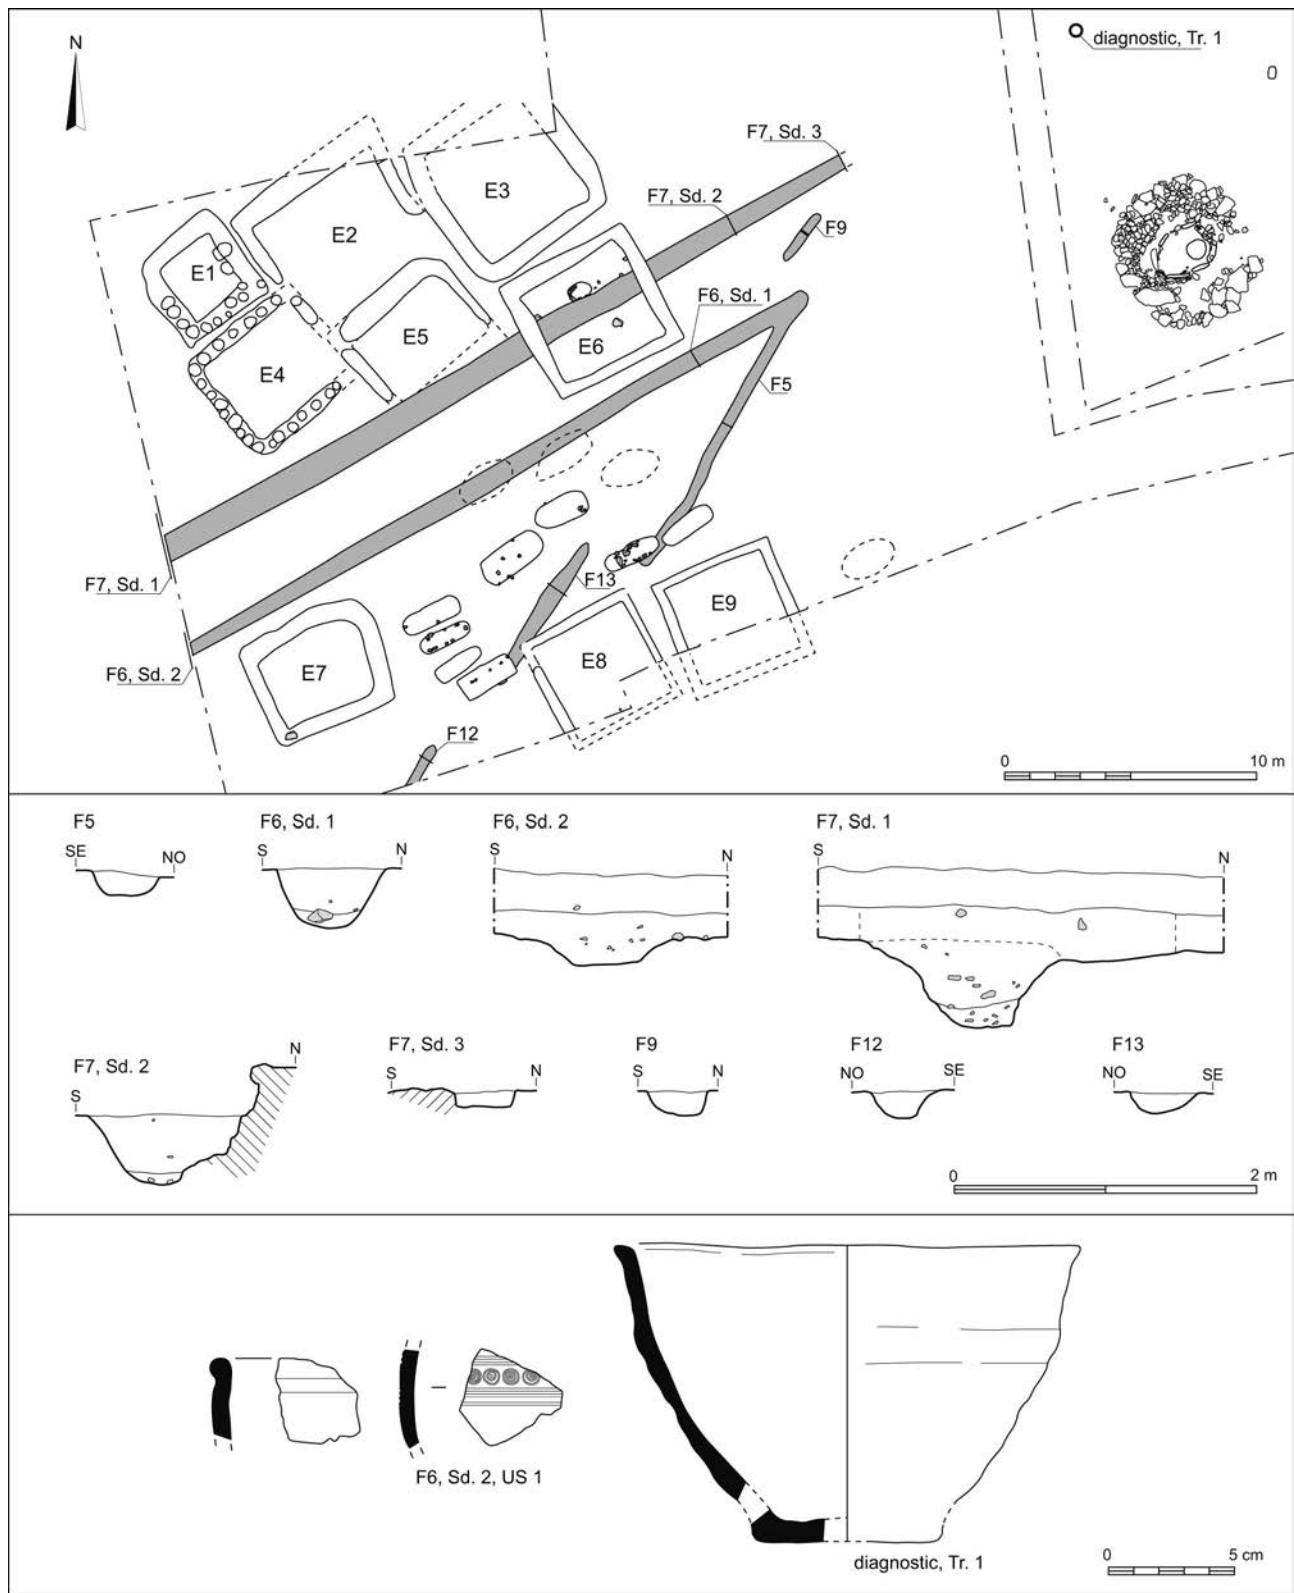 N
diagnostic, Tr. 1
F7, Sd. 3
E3
F7, Sd. 2
E2
F9
E1
F6, Sd. 1
E5
E6
E4
F5
F7, Sd. 1
F13
E9
E7
E8
F6, Sd. 2
F12
0 10 m
F5
SE NO
F6, Sd. 1
S N
F6, Sd. 2
S N
F7, Sd. 1
S N
F7, Sd. 2
S N
F7, Sd. 3
S N
F9
S N
F12
NO SE
F13
NO SE
0 2 m
F6, Sd. 2, US 1
diagnostic, Tr. 1
0 5 cm